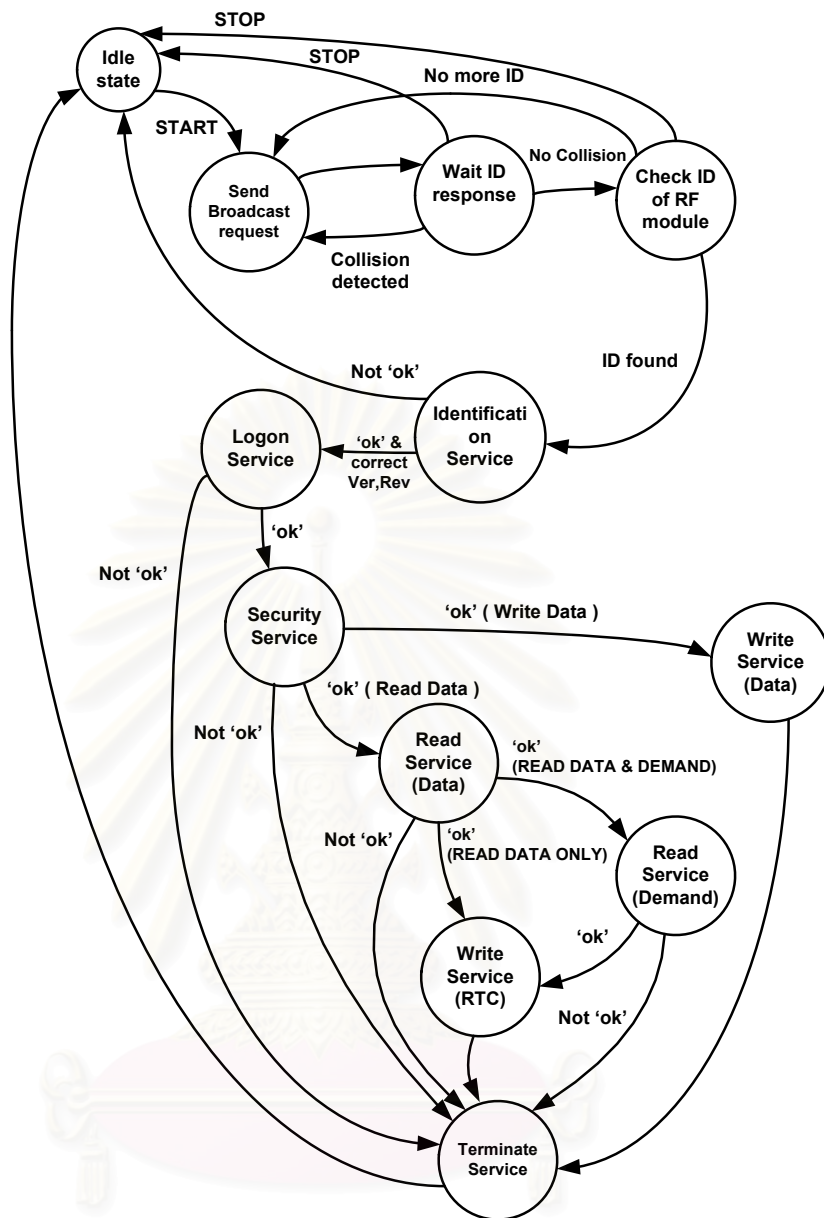 STOP
Idle
state
STOP
No more ID
START
Send
Broadcast
request
Wait ID
response
No Collision
Check ID
of RF
module
Collision
detected
ID found
Not ‘ok’
Identificati
on
Service
Logon
Service
‘ok’ &
correct
Ver,Rev
‘ok’
Not ‘ok’
Security
Service
‘ok’ ( Write Data )
Write
Service
(Data)
‘ok’ ( Read Data )
Not ‘ok’
Read
Service
(Data)
‘ok’
(READ DATA & DEMAND)
Not ‘ok’
‘ok’
(READ DATA ONLY)
Read
Service
(Demand)
‘ok’
Write
Service
(RTC)
Not ‘ok’
Terminate
Service